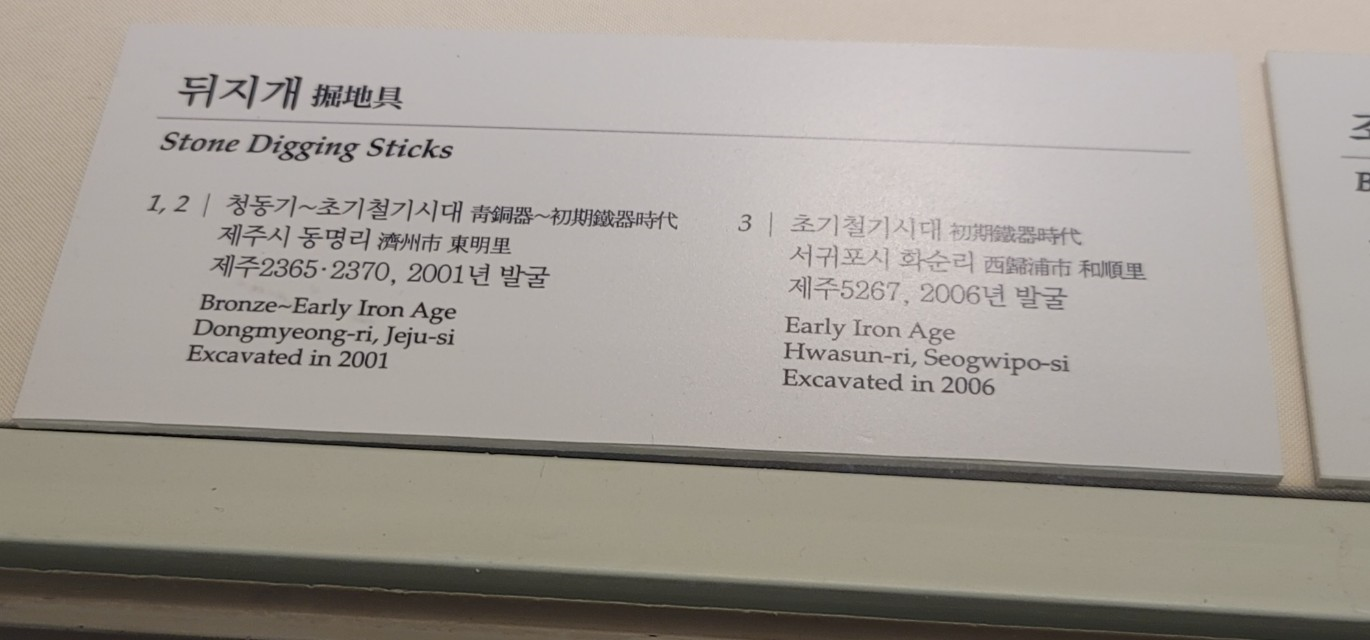 뒤지개 掘地具
Stone Digging Sticks
1, 2 | 청동기~초기철기시대 青銅器~初期鐵器時代
제주시 동명리 濟州市 東明里
제주2365·2370, 2001년 발굴
Bronze~Early Iron Age
Dongmyeong-ri, Jeju-si
Excavated in 2001
3 | 초기철기시대 初期鐵器時代
서귀포시 화순리 西歸浦市 和順里
제주5267, 2006년 발굴
Early Iron Age
Hwasun-ri, Seogwipo-si
Excavated in 2006